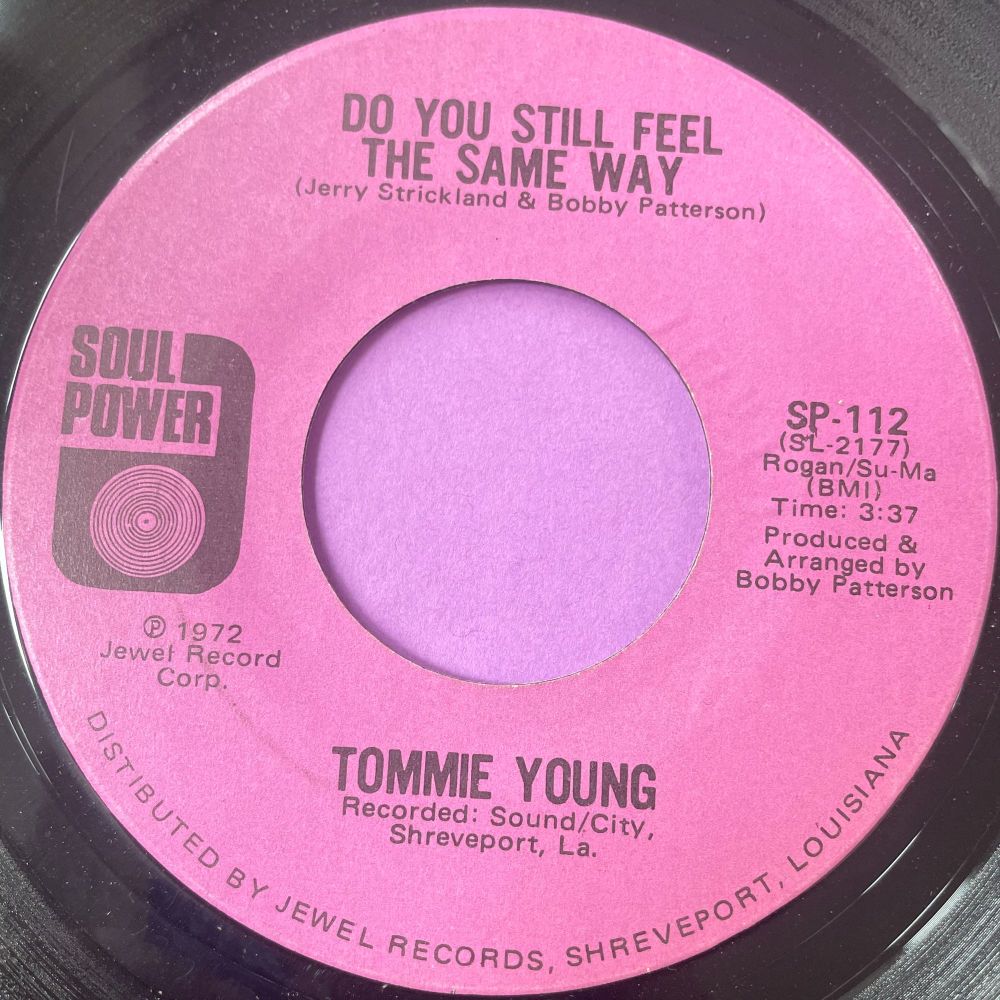 DO YOU STILL FEEL
THE SAME WAY
(Jerry Strickland & Bobby Patterson)
SOUL
POWER
SP-112
(SL-2177)
Rogan/Su-Ma
(BMI)
Time: 3:37
Produced &
Arranged by
Bobby Patterson
℗ 1972
Jewel Record
Corp.
TOMMIE YOUNG
Recorded: Sound/City,
Shreveport, La.
DISTIBUTED BY JEWEL RECORDS, SHREVEPORT, LOUISIANA